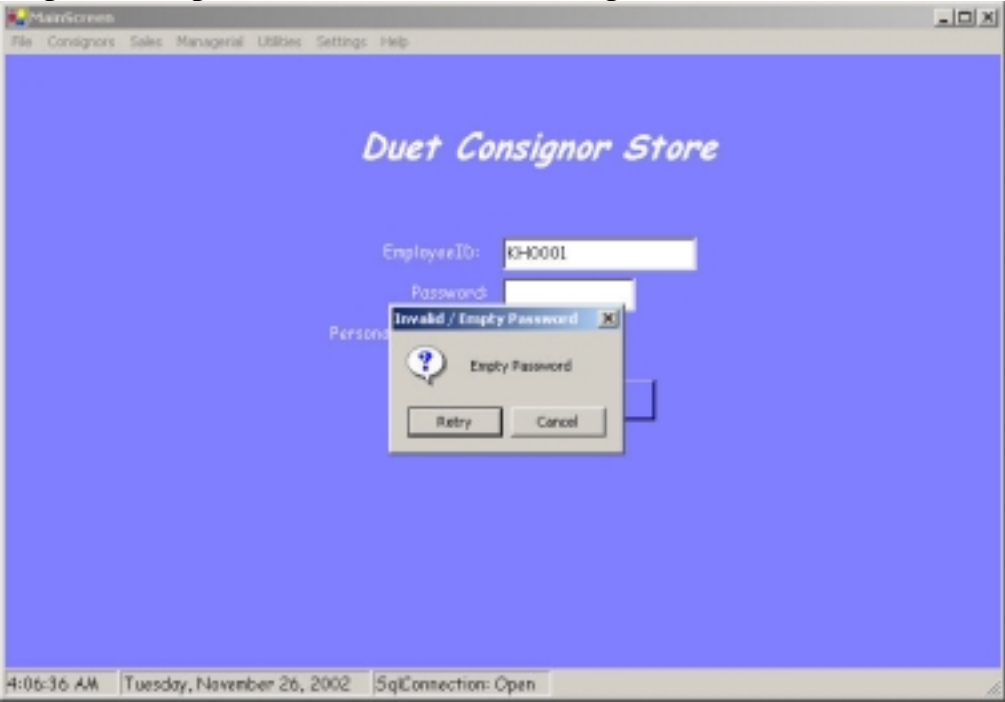 MainScreen
File Consignors Sales Managerial Utilities Settings Help
Duet Consignor Store
EmployeeID: KH0001
Password:
Invalid / Empty Password
Person
Empty Password
Retry Cancel
4:06:36 AM Tuesday, November 26, 2002 SqlConnection: Open